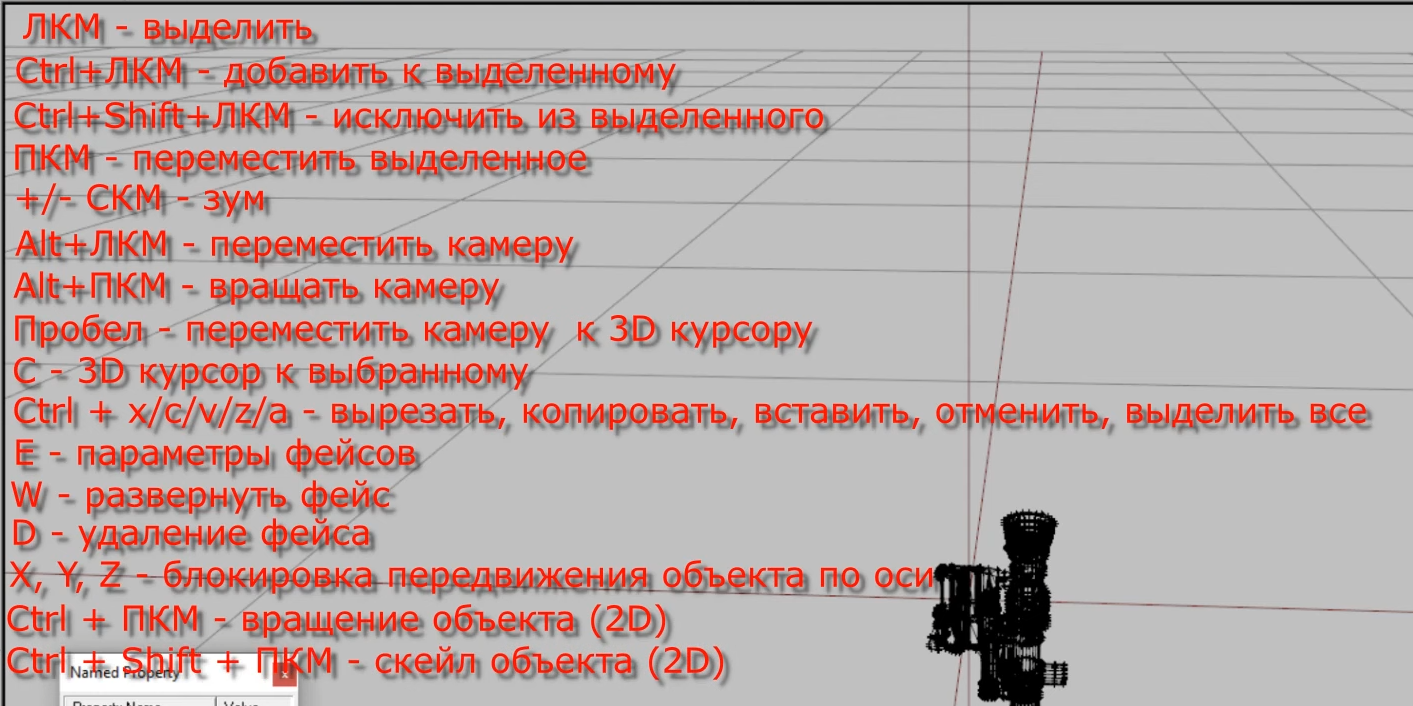 ЛКМ - выделить
Ctrl+ЛКМ - добавить к выделенному
Ctrl+Shift+ЛКМ - исключить из выделенного
ПКМ - переместить выделенное
+/- СКМ - зум
Alt+ЛКМ - переместить камеру
Alt+ПКМ - вращать камеру
Пробел - переместить камеру к 3D курсору
С - 3D курсор к выбранному
Ctrl + x/c/v/z/a - вырезать, копировать, вставить, отменить, выделить все
E - параметры фейсов
W - развернуть фейс
D - удаление фейса
X, Y, Z - блокировка передвижения объекта по оси
Ctrl + ПКМ - вращение объекта (2D)
Ctrl + Shift + ПКМ - скейл объекта (2D)
Named Property x
Property Name Value